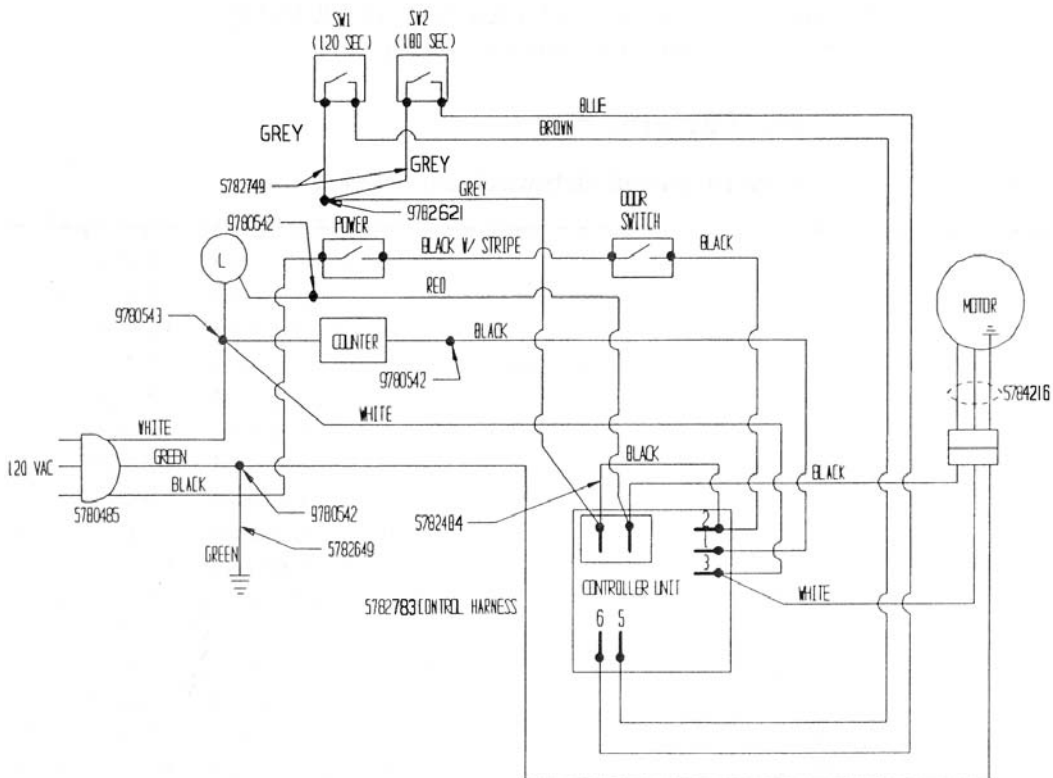 SW1
(120 SEC)
SW2
(180 SEC)
BLUE
BROWN
GREY
GREY
5782749
GREY
9782621
9780542
POWER
BLACK W/ STRIPE
DOOR
SWITCH
BLACK
L
RED
MOTOR
9780543
COUNTER
BLACK
9780542
5784216
WHITE
WHITE
120 VAC
GREEN
BLACK
BLACK
BLACK
5780485
9780542
5782484
2
1
3
GREEN
5782649
CONTROLLER UNIT
WHITE
5782783 CONTROL HARNESS
6 5